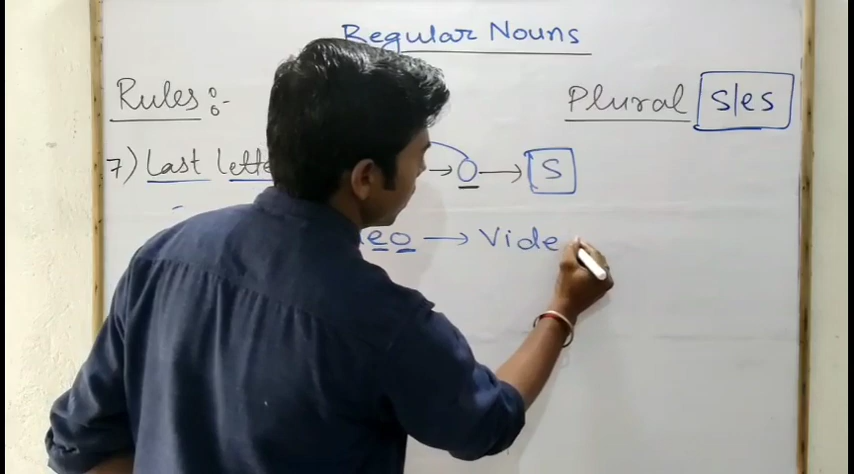 Regular Nouns
Rules :- Plural s/es
7) Last lette → O → S
eo → Vide